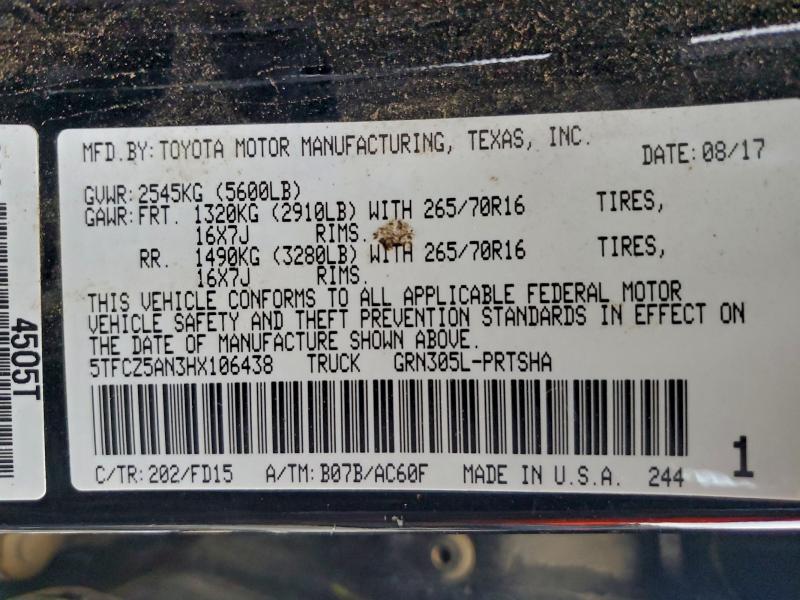 MFD.BY: TOYOTA MOTOR MANUFACTURING, TEXAS, INC. DATE: 08/17
GVWR: 2545KG (5600LB)
GAWR: FRT. 1320KG (2910LB) WITH 265/70R16 TIRES,
16X7J RIMS.
RR. 1490KG (3280LB) WITH 265/70R16 TIRES,
16X7J RIMS.
THIS VEHICLE CONFORMS TO ALL APPLICABLE FEDERAL MOTOR
VEHICLE SAFETY AND THEFT PREVENTION STANDARDS IN EFFECT ON
THE DATE OF MANUFACTURE SHOWN ABOVE.
5TFCZ5AN3HX106438 TRUCK GRN305L-PRTSHA
C/TR: 202/FD15 A/TM: B07B/AC60F MADE IN U.S.A. 244 1
4505T